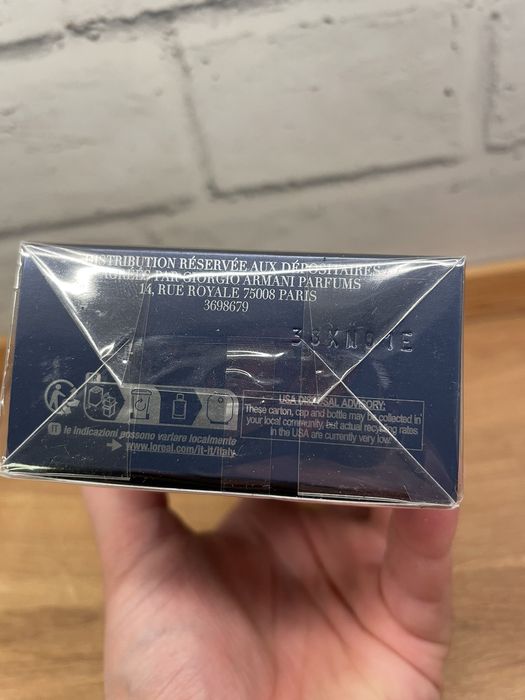 DISTRIBUTION RÉSERVÉE AUX DÉPOSITAIRES
PAR GIORGIO ARMANI PARFUMS
14, RUE ROYALE 75008 PARIS
3698679
USA DISPOSAL ADVISORY:
These carton, cap and bottle may be collected in
your local community, but actual recycling rates
in the USA are currently very low.
IT le indicazioni possono variare localmente
www.loreal.com/it-it/italy